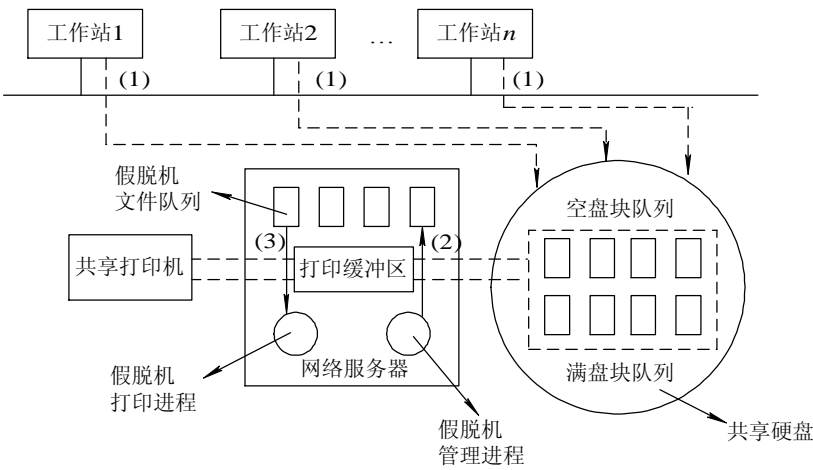 工作站1
工作站2
…
工作站n
(1)
(1)
(1)
假脱机
文件队列
空盘块队列
(3)
(2)
共享打印机
打印缓冲区
网络服务器
满盘块队列
假脱机
打印进程
假脱机
管理进程
共享硬盘